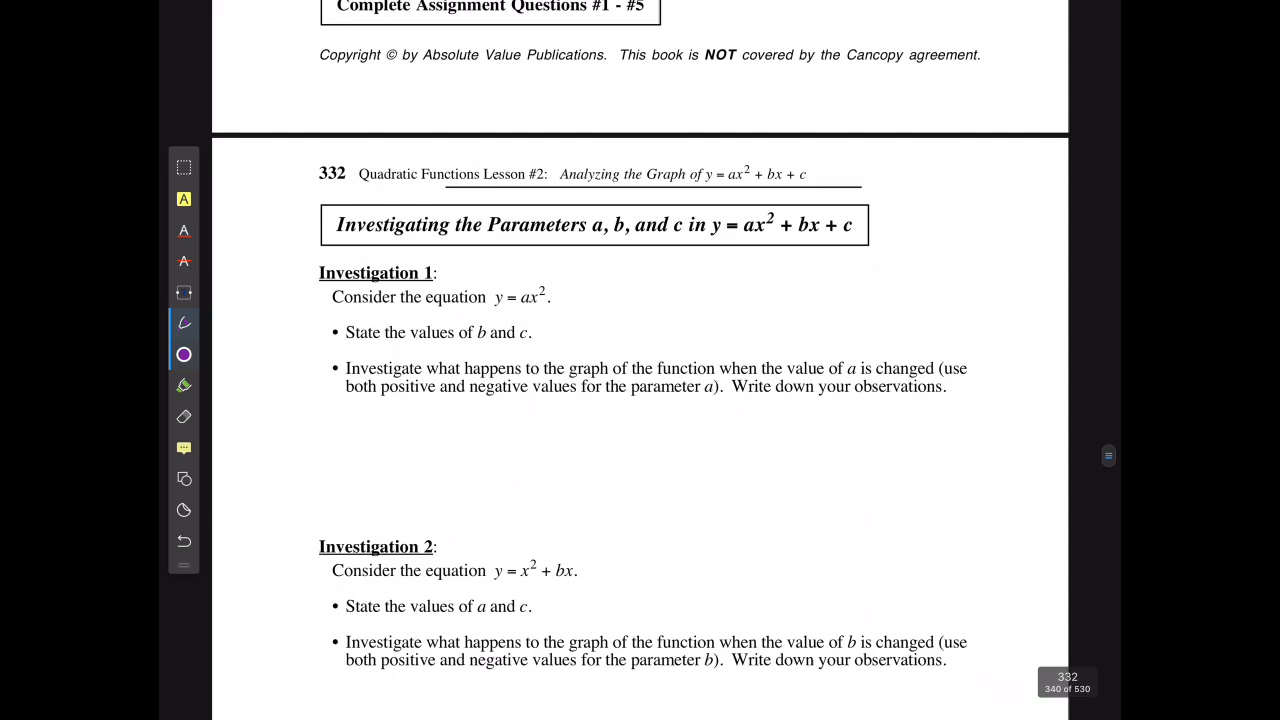 Complete Assignment Questions #1 - #5
Copyright © by Absolute Value Publications. This book is NOT covered by the Cancopy agreement.
332 Quadratic Functions Lesson #2: Analyzing the Graph of y = ax² + bx + c
Investigating the Parameters a, b, and c in y = ax² + bx + c
Investigation 1:
Consider the equation y = ax².
• State the values of b and c.
• Investigate what happens to the graph of the function when the value of a is changed (use
both positive and negative values for the parameter a). Write down your observations.
Investigation 2:
Consider the equation y = x² + bx.
• State the values of a and c.
• Investigate what happens to the graph of the function when the value of b is changed (use
both positive and negative values for the parameter b). Write down your observations.
A
A
A
332
340 of 530